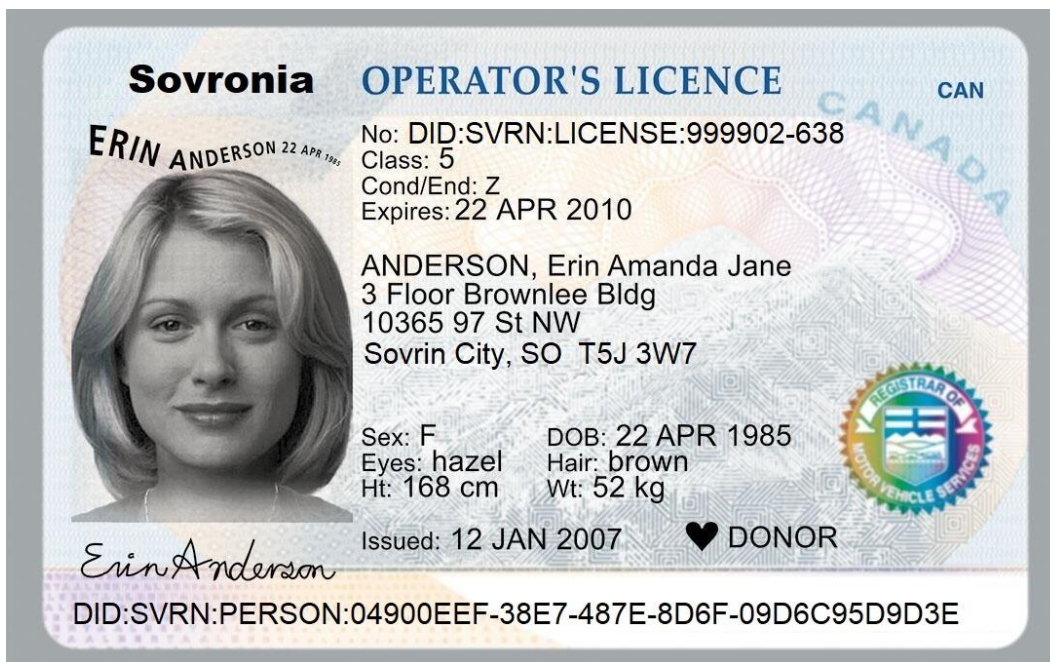 Sovronia
OPERATOR'S LICENCE
CAN
CANADA
ERIN ANDERSON 22 APR 1985
No: DID:SVRN:LICENSE:999902-638
Class: 5
Cond/End: Z
Expires: 22 APR 2010
ANDERSON, Erin Amanda Jane
3 Floor Brownlee Bldg
10365 97 St NW
Sovrin City, SO T5J 3W7
REGISTRAR OF
MOTOR VEHICLE SERVICES
Sex: F DOB: 22 APR 1985
Eyes: hazel Hair: brown
Ht: 168 cm Wt: 52 kg
Issued: 12 JAN 2007 ♥ DONOR
Erin Anderson
DID:SVRN:PERSON:04900EEF-38E7-487E-8D6F-09D6C95D9D3E